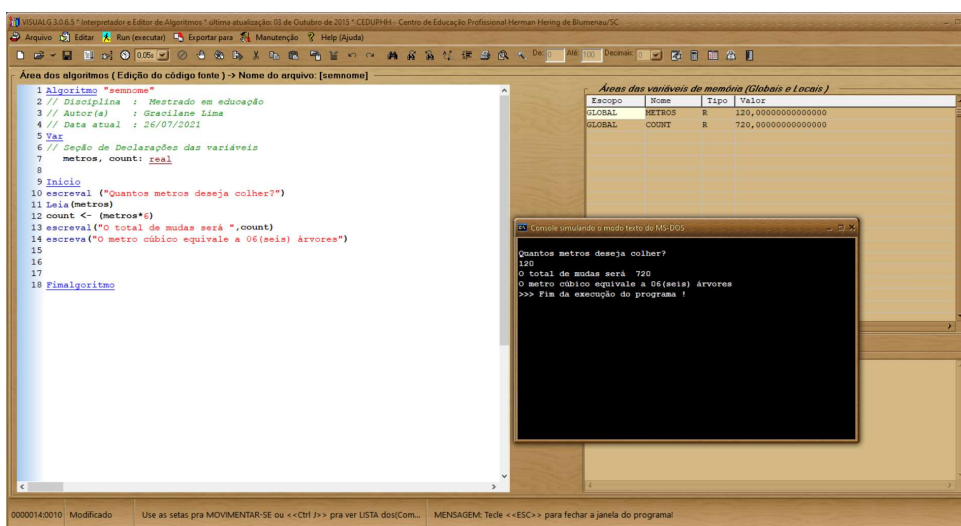 VISUALG 3.0.6.5 * Interpretador e Editor de Algoritmos * última atualização: 03 de Outubro de 2015 * CEDUPHH - Centro de Educação Profissional Herman Hering de Blumenau/SC
Arquivo Editar Run (executar) Exportar para Manutenção Help (Ajuda)
0.05s De: 0 Até: 100 Decimais: 0
Área dos algoritmos ( Edição do código fonte ) -> Nome do arquivo: [semnome]
1 Algoritmo "semnome"
2 // Disciplina : Mestrado em educação
3 // Autor(a) : Gracilane Lima
4 // Data atual : 26/07/2021
5 Var
6 // Seção de Declarações das variáveis
7 metros, count: real
8
9 Inicio
10 escreval ("Quantos metros deseja colher?")
11 Leia(metros)
12 count <- (metros*6)
13 escreval("O total de mudas será ",count)
14 escreva("O metro cúbico equivale a 06(seis) árvores")
15
16
17
18 Fimalgoritmo
Áreas das variáveis de memória (Globais e Locais )
Escopo Nome Tipo Valor
GLOBAL METROS R 120,00000000000000
GLOBAL COUNT R 720,00000000000000
Console simulando o modo texto do MS-DOS
Quantos metros deseja colher?
120
O total de mudas será 720
O metro cúbico equivale a 06(seis) árvores
>>> Fim da execução do programa !
0000014:0010 Modificado Use as setas pra MOVIMENTAR-SE ou <<Ctrl J>> pra ver LISTA dos(Com... MENSAGEM: Tecle <<ESC>> para fechar a janela do programa!